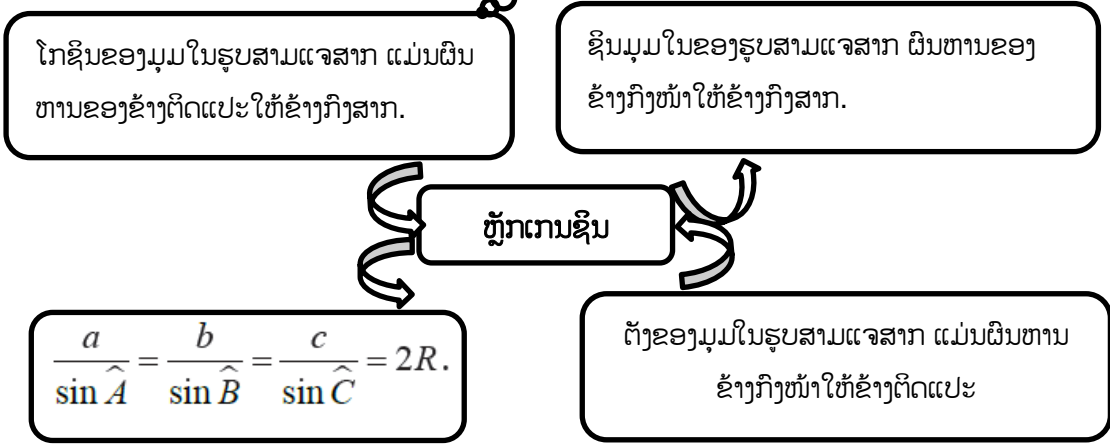 ໂກຊິນຂອງມຸມໃນຮູບສາມແຈສາກ ແມ່ນຜົນ
ຫານຂອງຂ້າງຕິດແປະໃຫ້ຂ້າງກົງສາກ.
ຊິນມຸມໃນຂອງຮູບສາມແຈສາກ ຜົນຫານຂອງ
ຂ້າງກົງໜ້າໃຫ້ຂ້າງກົງສາກ.
ຫຼັກເກນຊິນ
a/sin Â = b/sin B̂ = c/sin Ĉ = 2R.
ຕັງຂອງມຸມໃນຮູບສາມແຈສາກ ແມ່ນຜົນຫານ
ຂ້າງກົງໜ້າໃຫ້ຂ້າງຕິດແປະ